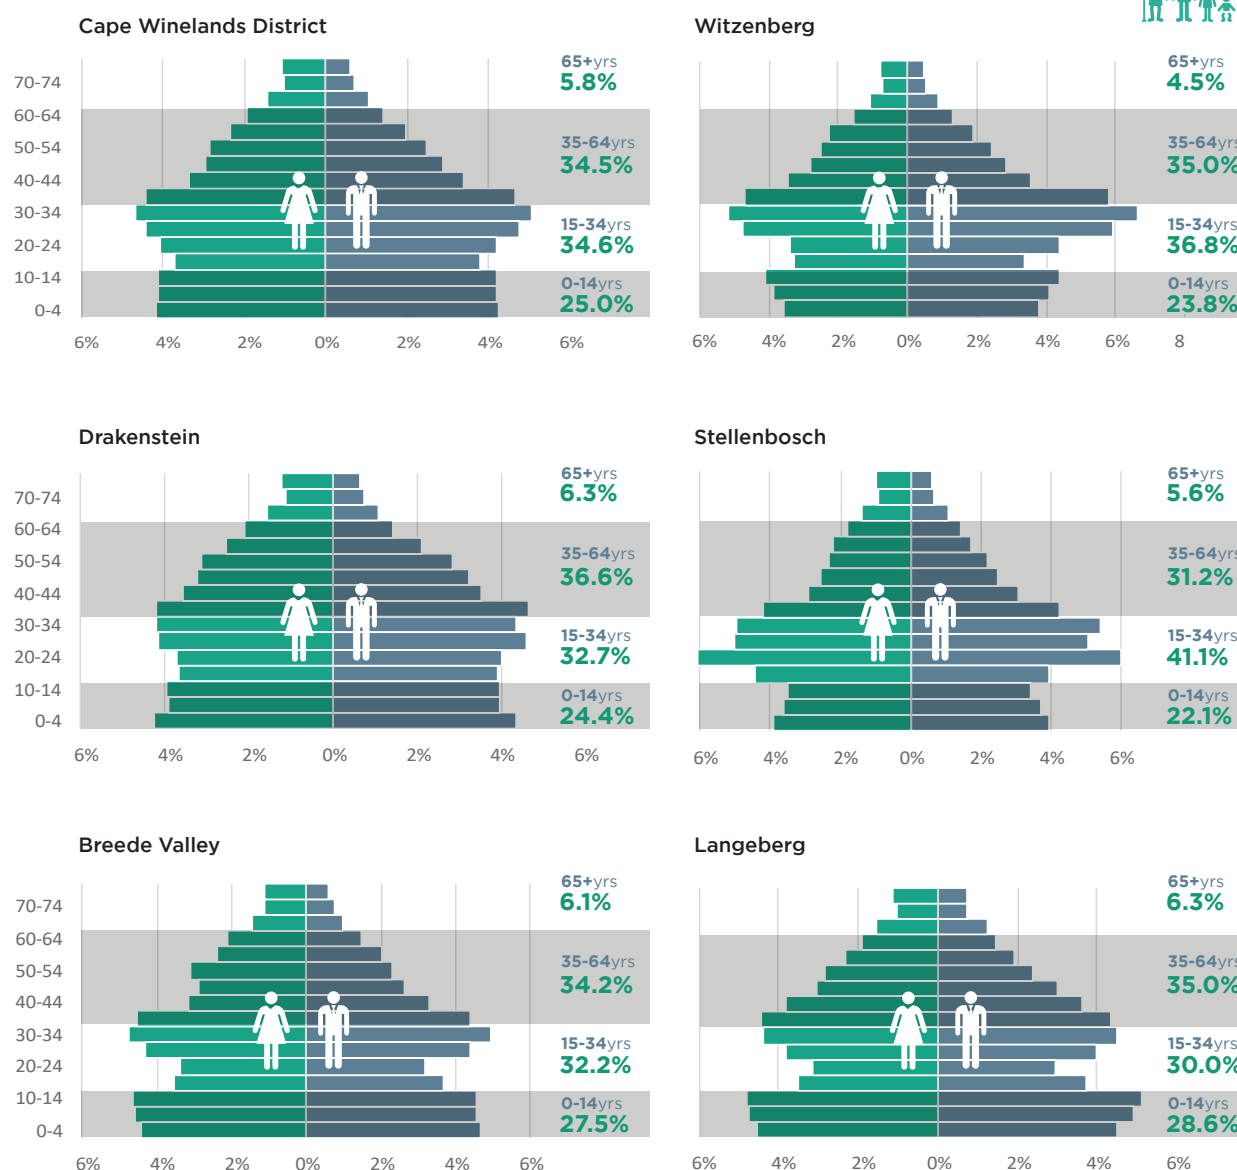 Cape Winelands District
70-74
60-64
50-54
40-44
30-34
20-24
10-14
0-4
65+yrs
5.8%
35-64yrs
34.5%
15-34yrs
34.6%
0-14yrs
25.0%
6% 4% 2% 0% 2% 4% 6%
Witzenberg
65+yrs
4.5%
35-64yrs
35.0%
15-34yrs
36.8%
0-14yrs
23.8%
6% 4% 2% 0% 2% 4% 6% 8
Drakenstein
70-74
60-64
50-54
40-44
30-34
20-24
10-14
0-4
65+yrs
6.3%
35-64yrs
36.6%
15-34yrs
32.7%
0-14yrs
24.4%
6% 4% 2% 0% 2% 4% 6%
Stellenbosch
65+yrs
5.6%
35-64yrs
31.2%
15-34yrs
41.1%
0-14yrs
22.1%
6% 4% 2% 0% 2% 4% 6%
Breede Valley
70-74
60-64
50-54
40-44
30-34
20-24
10-14
0-4
65+yrs
6.1%
35-64yrs
34.2%
15-34yrs
32.2%
0-14yrs
27.5%
6% 4% 2% 0% 2% 4% 6%
Langeberg
65+yrs
6.3%
35-64yrs
35.0%
15-34yrs
30.0%
0-14yrs
28.6%
6% 4% 2% 0% 2% 4% 6%